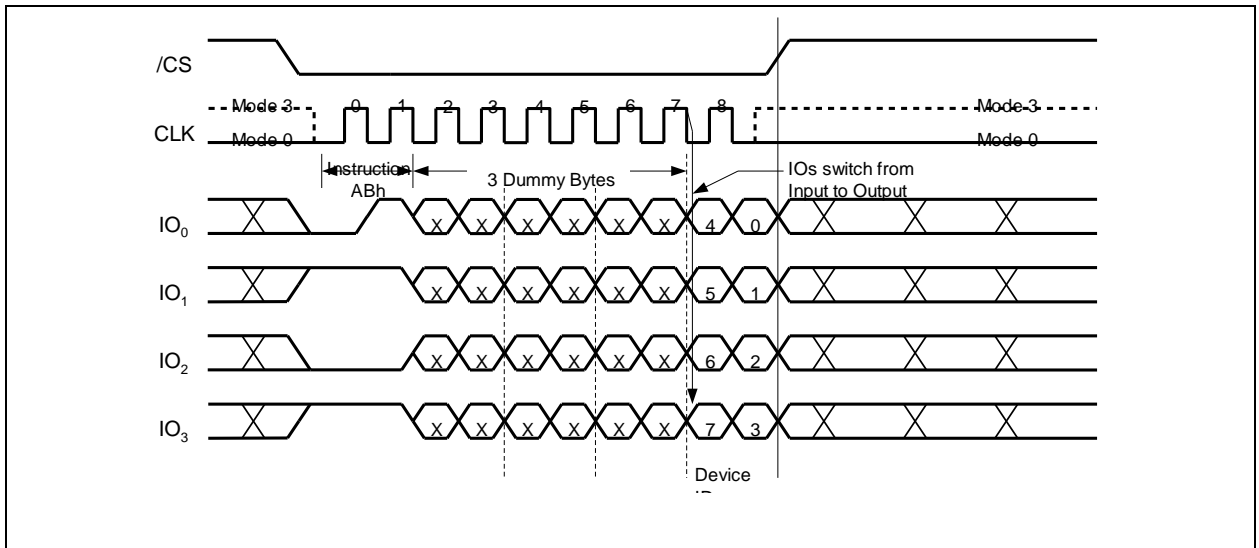 /CS
Mode 3 0 1 2 3 4 5 6 7 8 Mode 3
CLK Mode 0 Mode 0
Instruction
ABh
3 Dummy Bytes
IOs switch from
Input to Output
IO0 X X X X X X 4 0
IO1 X X X X X X 5 1
IO2 X X X X X X 6 2
IO3 X X X X X X 7 3
Device